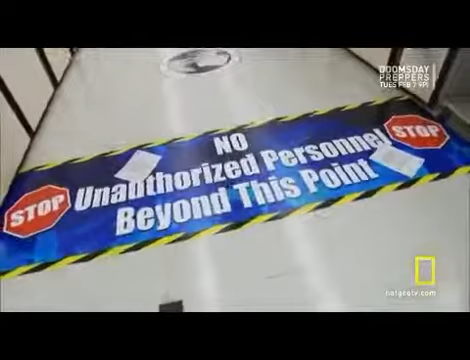 DOOMSDAY
PREPPERS
TUES FEB 7 9P
NO
Unauthorized Personnel
Beyond This Point
STOP
STOP
natgeotv.com